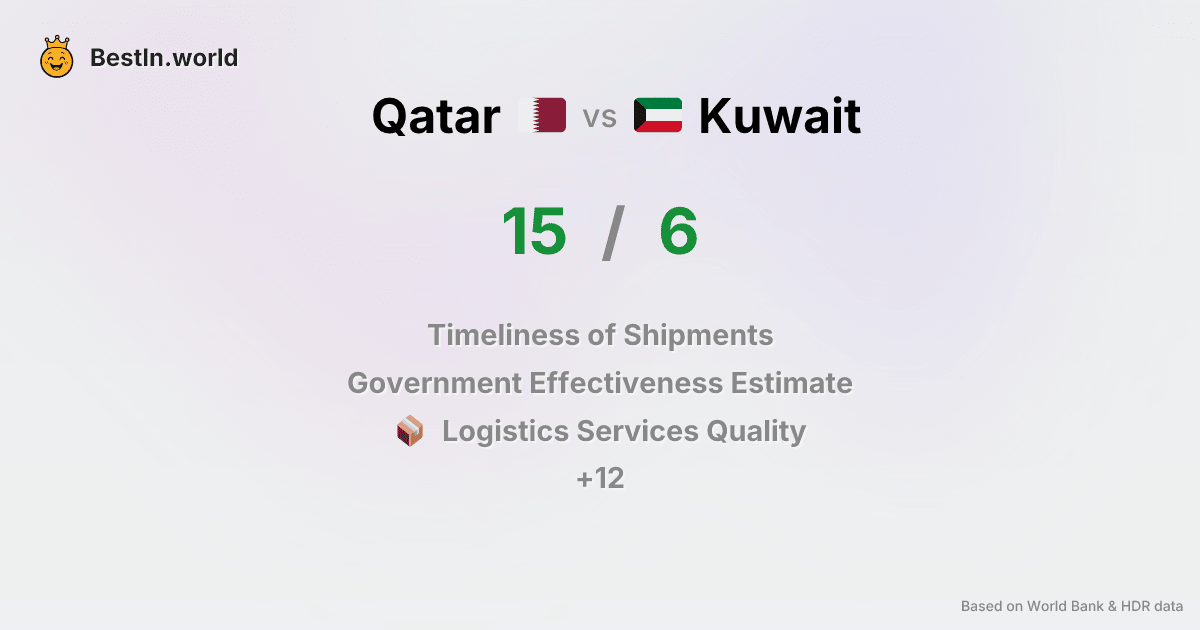 BestIn.world
Qatar vs Kuwait
15 / 6
Timeliness of Shipments
Government Effectiveness Estimate
Logistics Services Quality
+12
Based on World Bank & HDR data